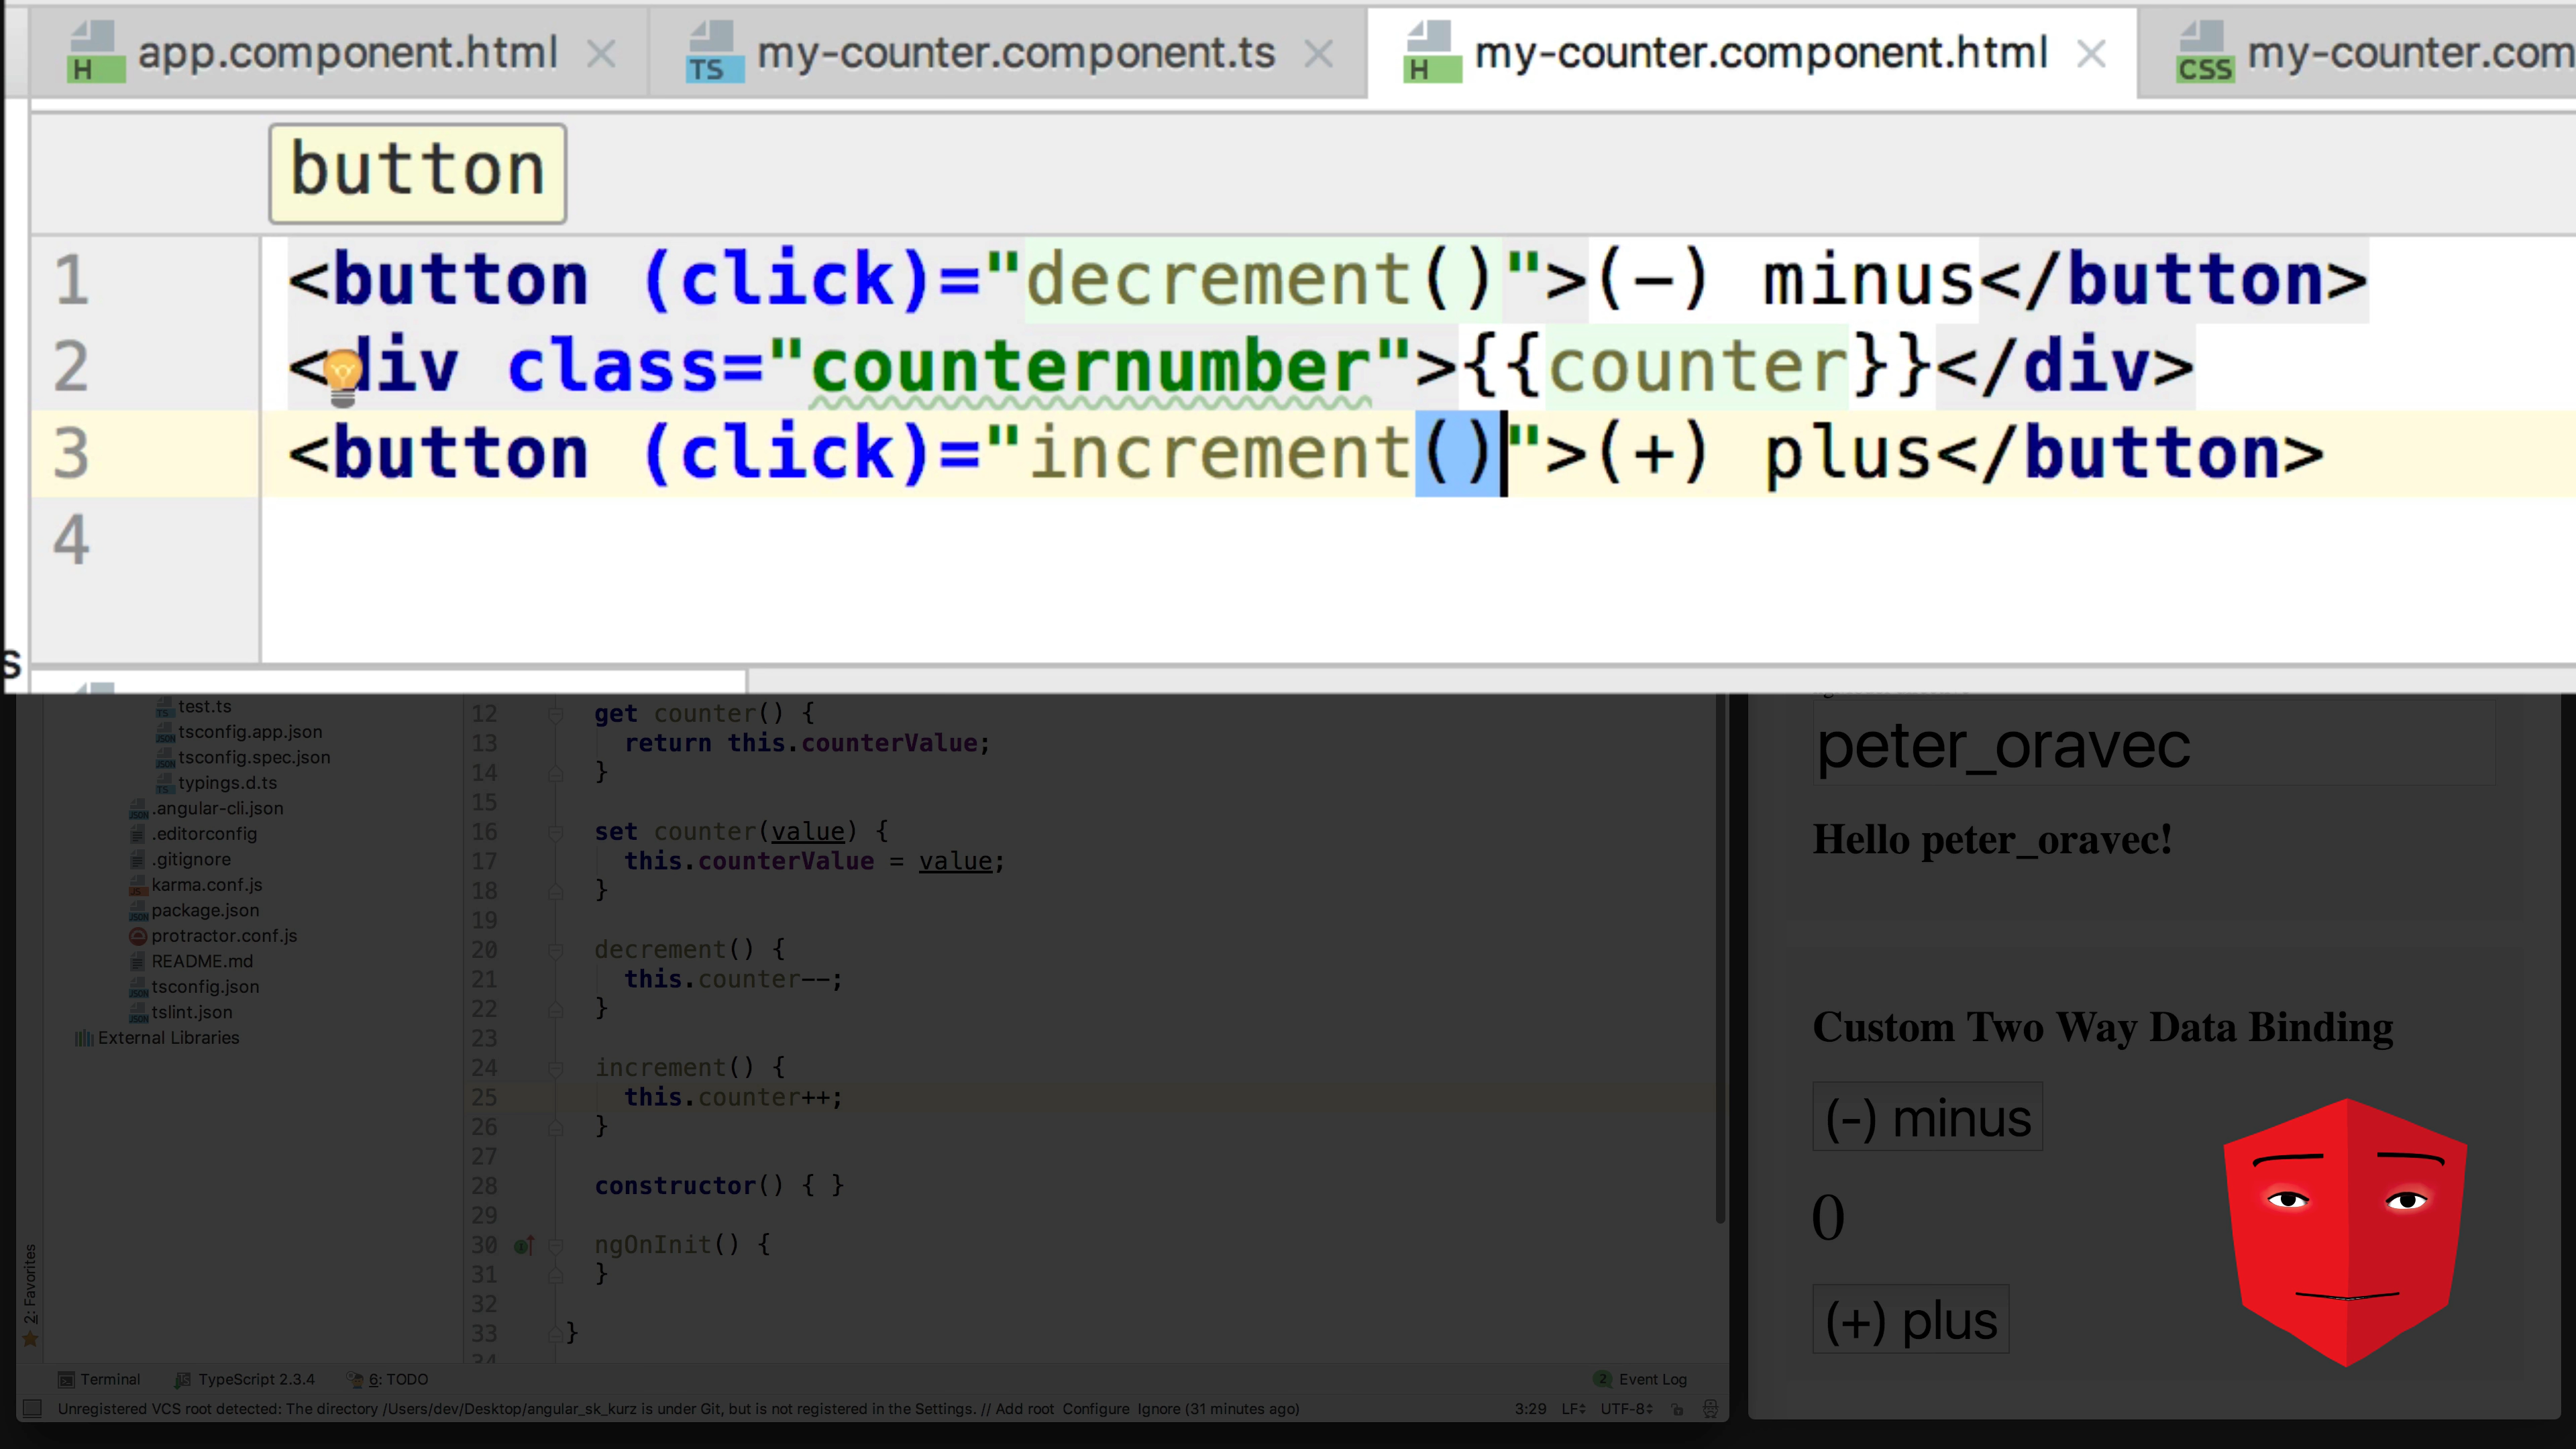 app.component.html
my-counter.component.ts
my-counter.component.html
my-counter.com
button
1 <button (click)="decrement()">(-) minus</button>
2 <div class="counternumber">{{counter}}</div>
3 <button (click)="increment()">(+) plus</button>
4
s
test.ts
tsconfig.app.json
tsconfig.spec.json
typings.d.ts
.angular-cli.json
.editorconfig
.gitignore
karma.conf.js
package.json
protractor.conf.js
README.md
tsconfig.json
tslint.json
External Libraries
2: Favorites
12 get counter() {
13 return this.counterValue;
14 }
15
16 set counter(value) {
17 this.counterValue = value;
18 }
19
20 decrement() {
21 this.counter--;
22 }
23
24 increment() {
25 this.counter++;
26 }
27
28 constructor() { }
29
30 ngOnInit() {
31 }
32
33 }
peter_oravec
Hello peter_oravec!
Custom Two Way Data Binding
(-) minus
0
(+) plus
Terminal TypeScript 2.3.4 6: TODO 2 Event Log
Unregistered VCS root detected: The directory /Users/dev/Desktop/angular_sk_kurz is under Git, but is not registered in the Settings. // Add root Configure Ignore (31 minutes ago) 3:29 LF UTF-8